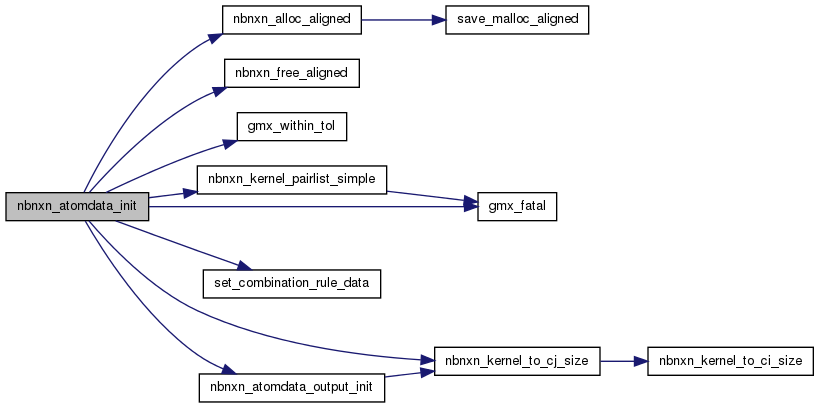 nbnxn_alloc_aligned
save_malloc_aligned
nbnxn_free_aligned
gmx_within_tol
nbnxn_kernel_pairlist_simple
nbnxn_atomdata_init
gmx_fatal
set_combination_rule_data
nbnxn_kernel_to_cj_size
nbnxn_kernel_to_ci_size
nbnxn_atomdata_output_init